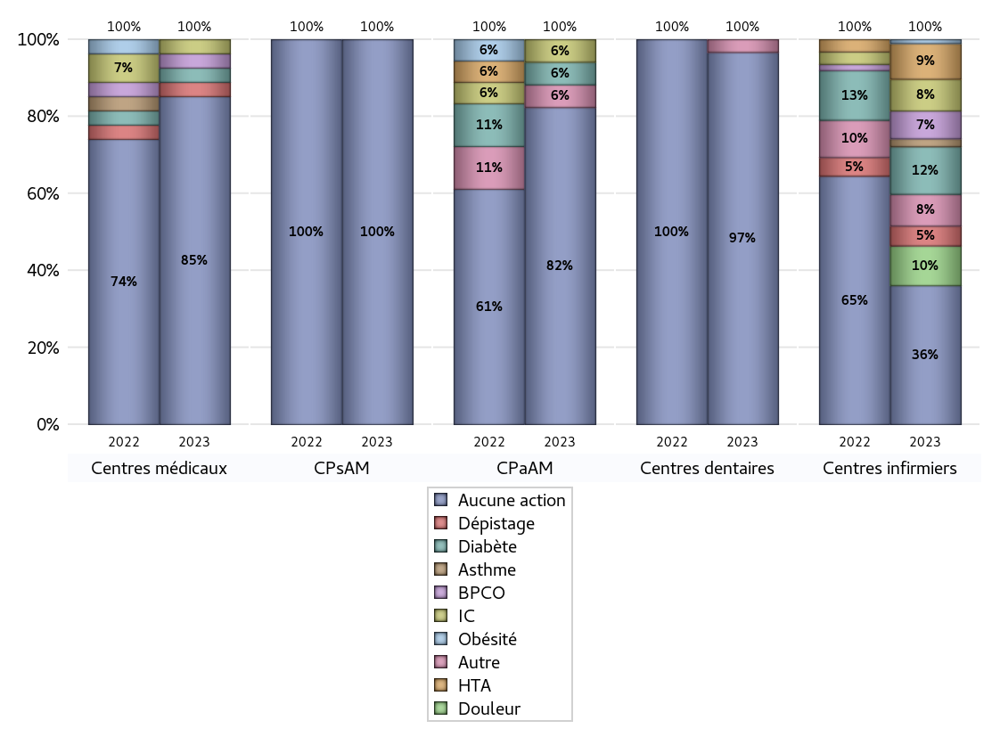 100% 100% 100% 100% 100% 100% 100% 100% 100% 100%
100%
6% 6%
9%
7%
6% 6%
6% 6%
8%
13%
80%
11%
7%
10%
12%
11%
5%
60%
8%
5%
100% 100% 100% 97%
85%
10%
82%
40%
74%
65%
61%
36%
20%
0%
2022 2023 2022 2023 2022 2023 2022 2023 2022 2023
Centres médicaux CPsAM CPaAM Centres dentaires Centres infirmiers
Aucune action
Dépistage
Diabète
Asthme
BPCO
IC
Obésité
Autre
HTA
Douleur